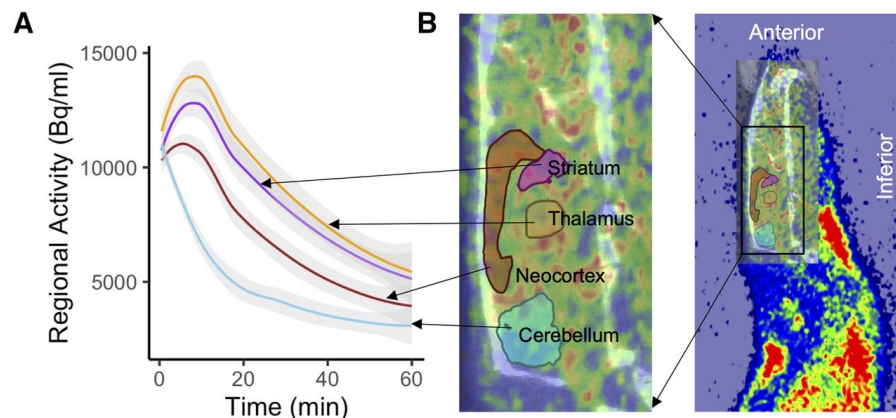 A
Regional Activity (Bq/ml)
15000
10000
5000
0
20
40
60
Time (min)
B
Striatum
Thalamus
Neocortex
Cerebellum
Anterior
Inferior